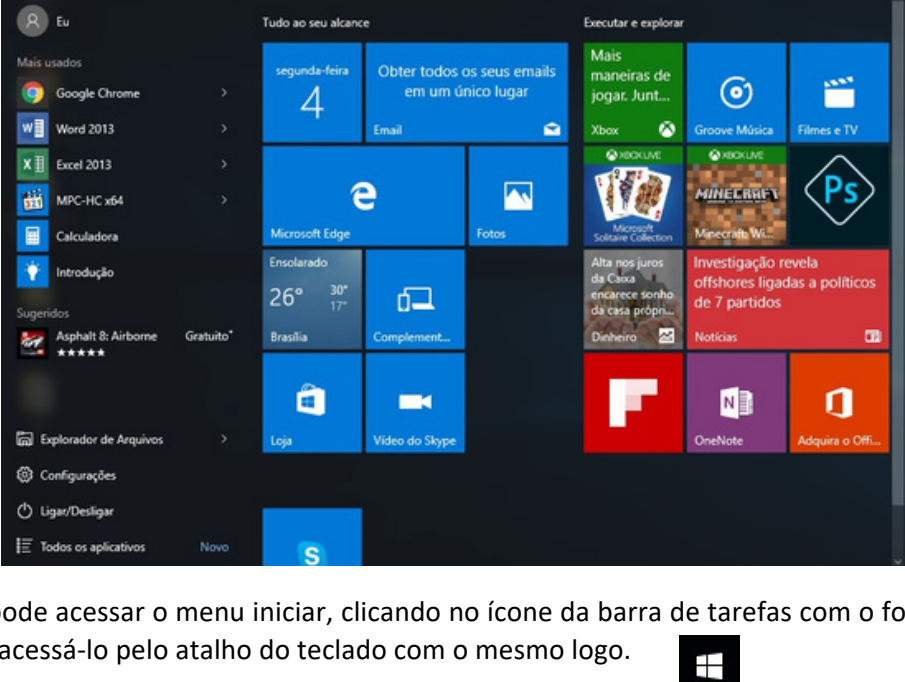 Eu
Mais usados
Google Chrome
Word 2013
Excel 2013
MPC-HC x64
Calculadora
Introdução
Sugeridos
Asphalt 8: Airborne Gratuito*
Explorador de Arquivos
Configurações
Ligar/Desligar
Todos os aplicativos Novo
Tudo ao seu alcance
segunda-feira
4
Obter todos os seus emails
em um único lugar
Email
Microsoft Edge
Fotos
Ensolarado
26° 30°
17°
Brasília
Complement...
Loja
Vídeo do Skype
Executar e explorar
Mais
maneiras de
jogar. Junt...
Xbox
Groove Música
Filmes e TV
XBOX LIVE
Microsoft
Solitaire Collection
XBOX LIVE
MINECRAFT
Minecraft: Wi...
Ps
Alta nos juros
da Caixa
encarece sonho
da casa própri...
Dinheiro
Investigação revela
offshores ligadas a políticos
de 7 partidos
Notícias
OneNote
Adquira o Offi...
pode acessar o menu iniciar, clicando no ícone da barra de tarefas com o fo
acessá-lo pelo atalho do teclado com o mesmo logo.